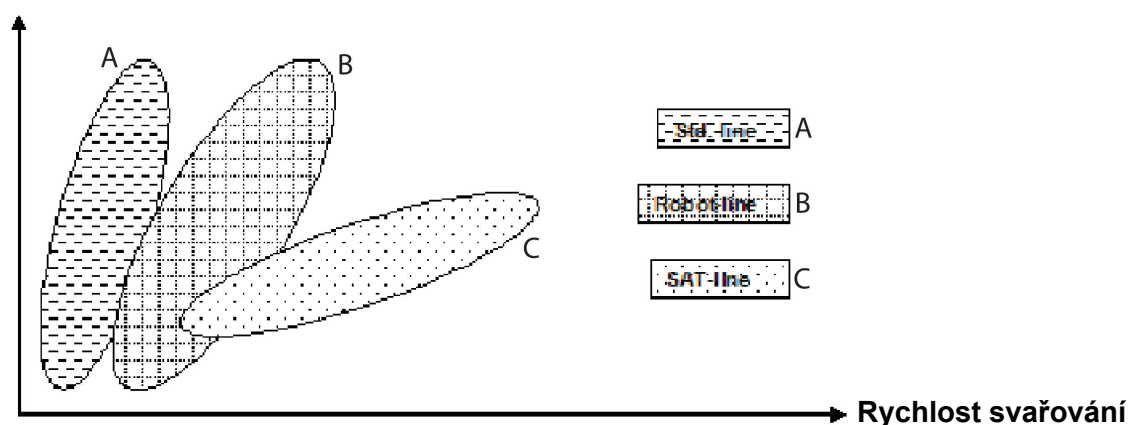 A
B
C
Std.-line A
Robot-line B
SAT-line C
Rychlost svařování